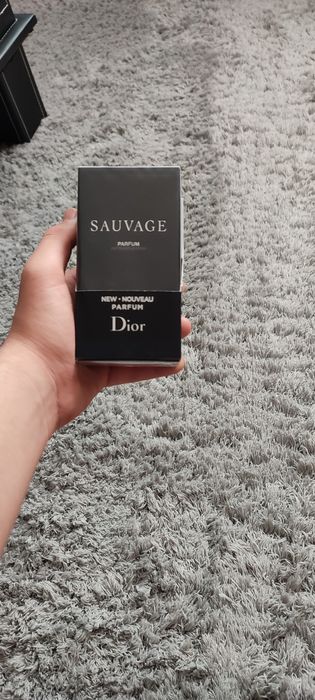 SAUVAGE
PARFUM
NEW · NOUVEAU
PARFUM
Dior